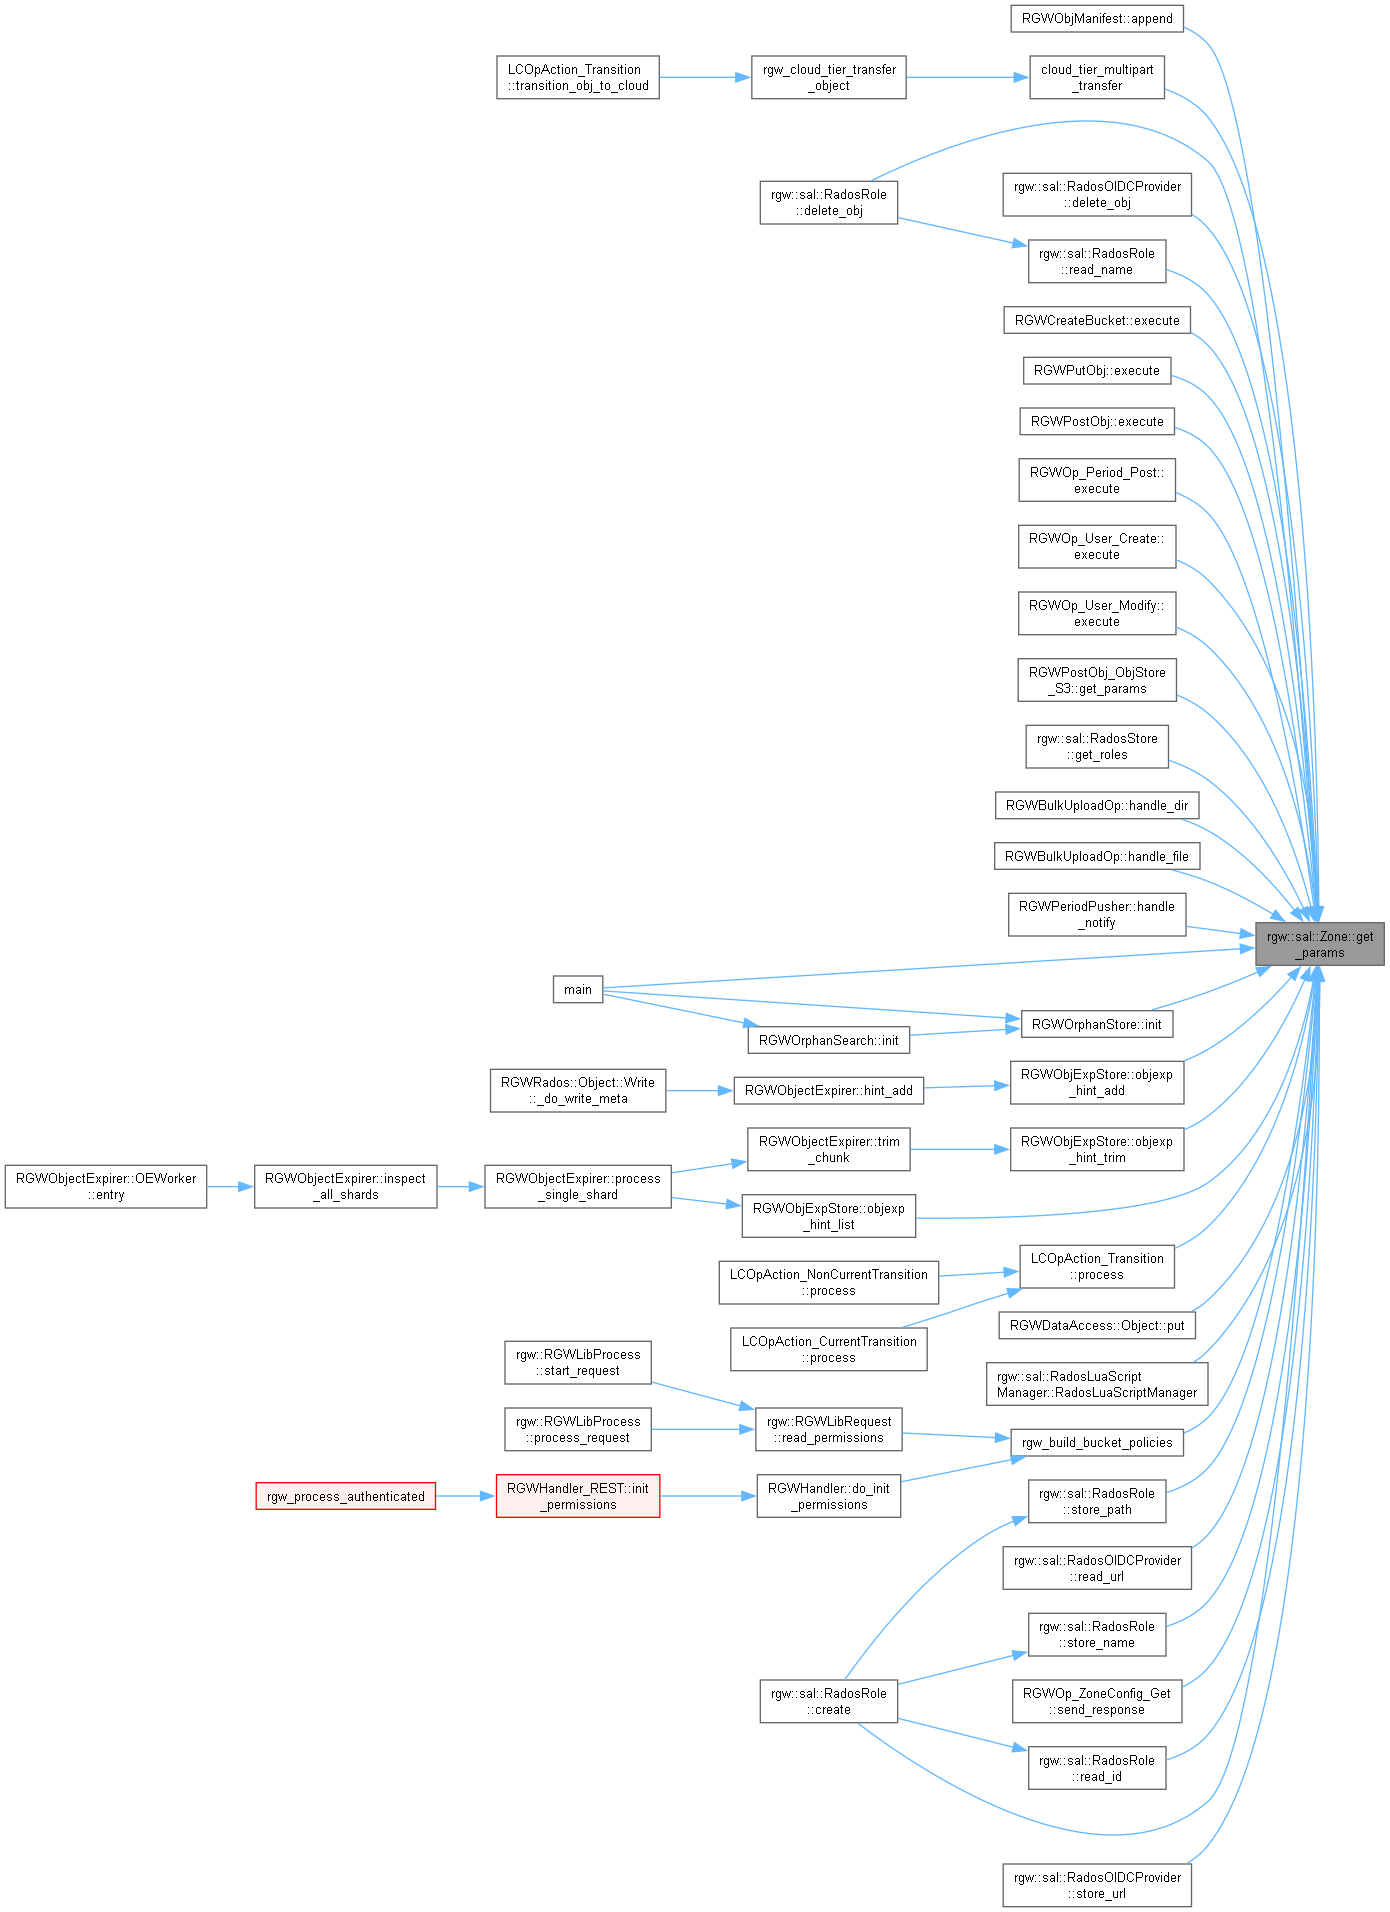 RGWObjManifest::append
LCOpAction_Transition
::transition_obj_to_cloud
rgw_cloud_tier_transfer
_object
cloud_tier_multipart
_transfer
rgw::sal::RadosRole
::delete_obj
rgw::sal::RadosOIDCProvider
::delete_obj
rgw::sal::RadosRole
::read_name
RGWCreateBucket::execute
RGWPutObj::execute
RGWPostObj::execute
RGWOp_Period_Post::
execute
RGWOp_User_Create::
execute
RGWOp_User_Modify::
execute
RGWPostObj_ObjStore
_S3::get_params
rgw::sal::RadosStore
::get_roles
RGWBulkUploadOp::handle_dir
RGWBulkUploadOp::handle_file
RGWPeriodPusher::handle
_notify
rgw::sal::Zone::get
_params
main
RGWOrphanStore::init
RGWOrphanSearch::init
RGWRados::Object::Write
::_do_write_meta
RGWObjectExpirer::hint_add
RGWObjExpStore::objexp
_hint_add
RGWObjectExpirer::trim
_chunk
RGWObjExpStore::objexp
_hint_trim
RGWObjectExpirer::OEWorker
::entry
RGWObjectExpirer::inspect
_all_shards
RGWObjectExpirer::process
_single_shard
RGWObjExpStore::objexp
_hint_list
LCOpAction_NonCurrentTransition
::process
LCOpAction_Transition
::process
RGWDataAccess::Object::put
LCOpAction_CurrentTransition
::process
rgw::RGWLibProcess
::start_request
rgw::sal::RadosLuaScript
Manager::RadosLuaScriptManager
rgw::RGWLibProcess
::process_request
rgw::RGWLibRequest
::read_permissions
rgw_build_bucket_policies
rgw_process_authenticated
RGWHandler_REST::init
_permissions
RGWHandler::do_init
_permissions
rgw::sal::RadosRole
::store_path
rgw::sal::RadosOIDCProvider
::read_url
rgw::sal::RadosRole
::store_name
rgw::sal::RadosRole
::create
RGWOp_ZoneConfig_Get
::send_response
rgw::sal::RadosRole
::read_id
rgw::sal::RadosOIDCProvider
::store_url